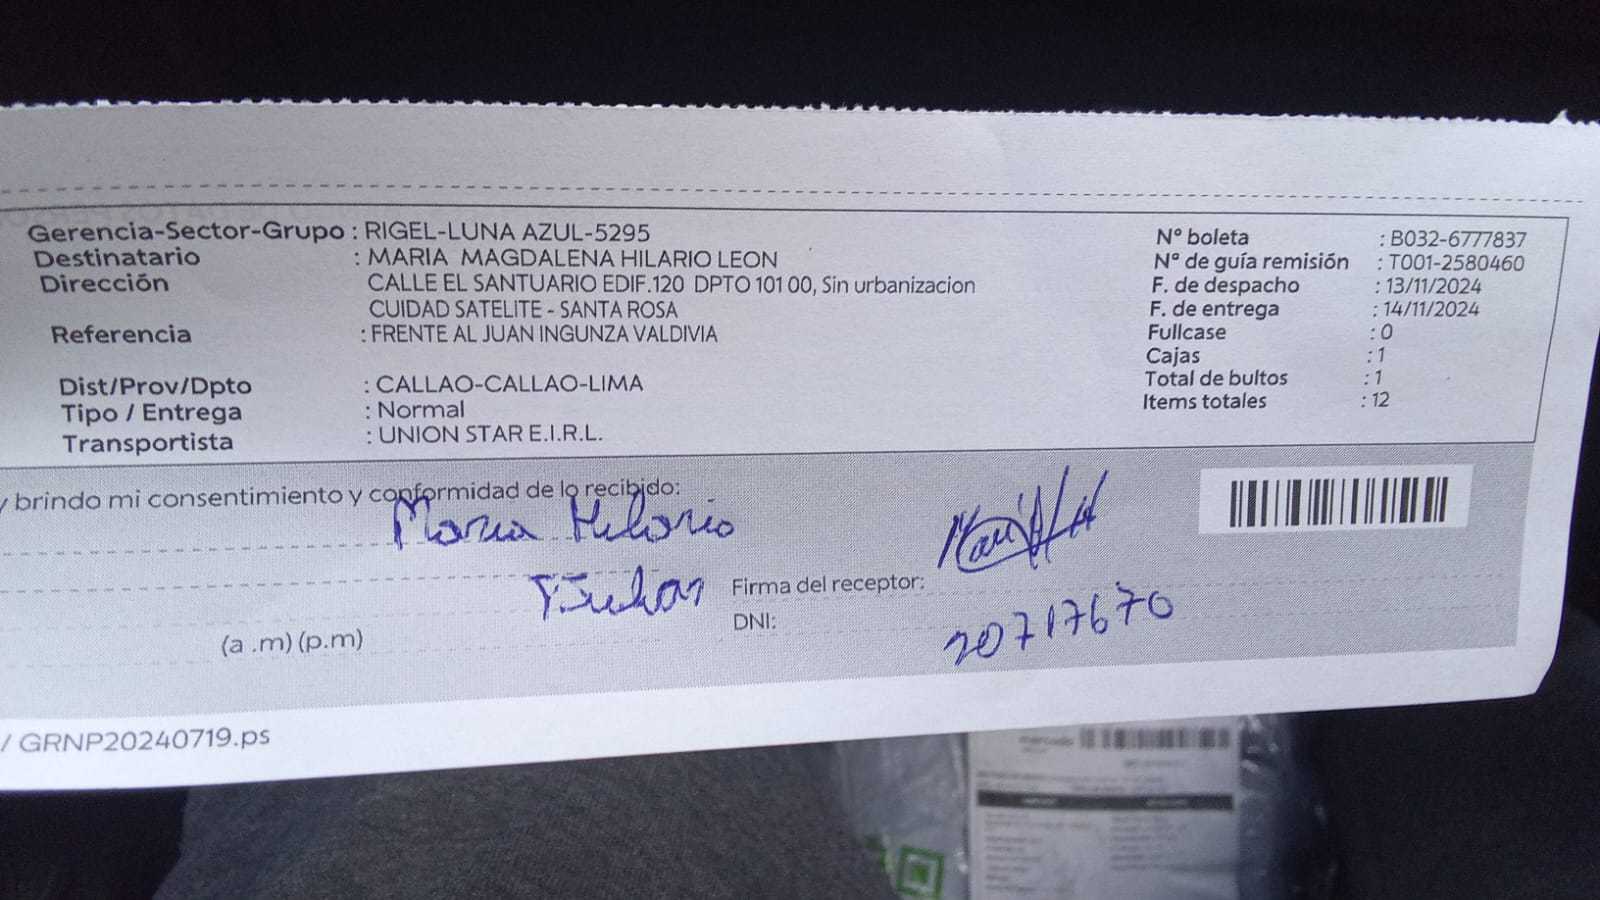 Gerencia-Sector-Grupo : RIGEL-LUNA AZUL-5295
Destinatario : MARIA MAGDALENA HILARIO LEON
Dirección CALLE EL SANTUARIO EDIF.120 DPTO 101 00, Sin urbanizacion
CUIDAD SATELITE - SANTA ROSA
Referencia : FRENTE AL JUAN INGUNZA VALDIVIA
Dist/Prov/Dpto : CALLAO-CALLAO-LIMA
Tipo / Entrega : Normal
Transportista : UNION STAR E.I.R.L.
N° boleta : B032-6777837
N° de guía remisión : T001-2580460
F. de despacho : 13/11/2024
F. de entrega : 14/11/2024
Fullcase : 0
Cajas : 1
Total de bultos : 1
Items totales : 12
y brindo mi consentimiento y conformidad de lo recibido:
Maria Hilario
Firma del receptor:
DNI: 20717670
(a .m) (p.m)
/ GRNP20240719.ps